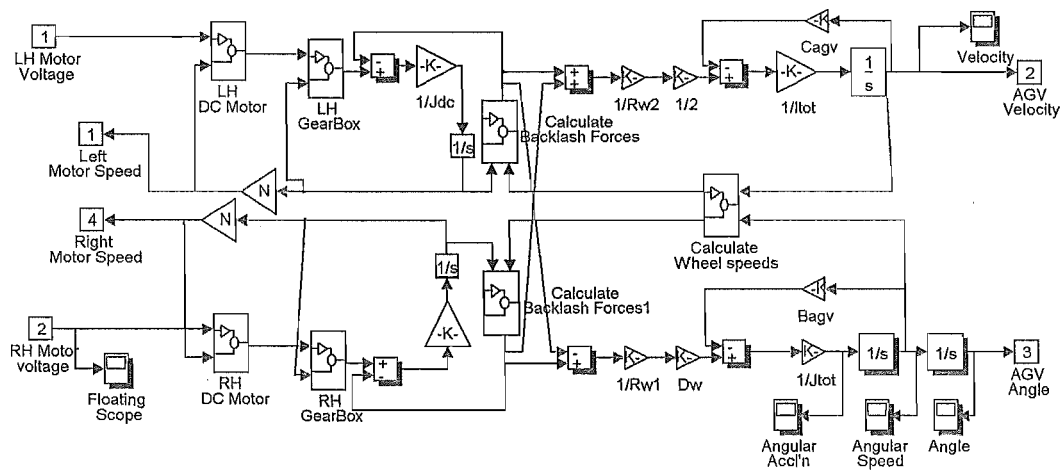 1
LH Motor
Voltage
LH
DC Motor
LH
GearBox
-
+
-K-
1/Jdc
1/s
Calculate
Backlash Forces
+
+
K-
1/Rw2
K-
1/2
-
+
-K
Cagv
-K-
1/Itot
1
s
Velocity
2
AGV
Velocity
1
Left
Motor Speed
N
4
Right
Motor Speed
N
1/s
-K-
Calculate
Backlash Forces1
Calculate
Wheel speeds
2
RH Motor
voltage
Floating
Scope
RH
DC Motor
RH
GearBox
+
-
-
+
K-
1/Rw1
K-
Dw
-
+
-K
Bagv
K-
1/Jtot
1/s
1/s
3
AGV
Angle
Angular
Accl'n
Angular
Speed
Angle